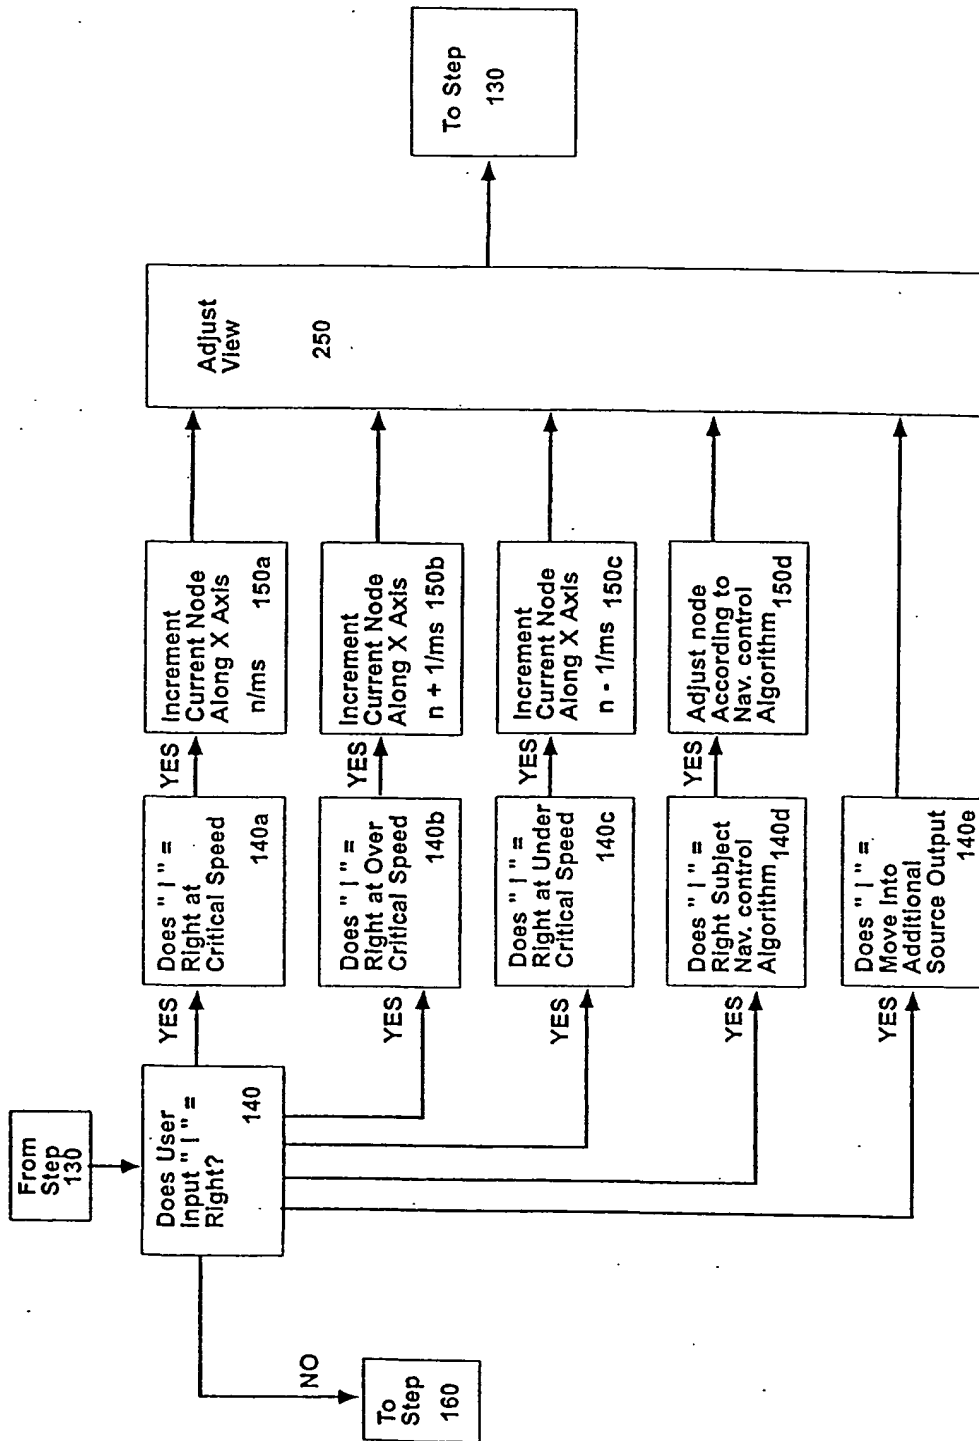 From
Step
130
Does User
Input " I " =
Right?
140
NO
To
Step
160
YES
Does " I " =
Right at
Critical Speed
140a
YES
Increment
Current Node
Along X Axis
n/ms 150a
YES
Does " I " =
Right at Over
Critical Speed
140b
YES
Increment
Current Node
Along X Axis
n + 1/ms 150b
YES
Does " I " =
Right at Under
Critical Speed
140c
YES
Increment
Current Node
Along X Axis
n - 1/ms 150c
YES
Does " I " =
Right Subject
Nav. control
Algorithm 140d
YES
Adjust node
According to
Nav. control
Algorithm 150d
YES
Does " I " =
Move Into
Additional
Source Output
140e
Adjust
View
250
To Step
130